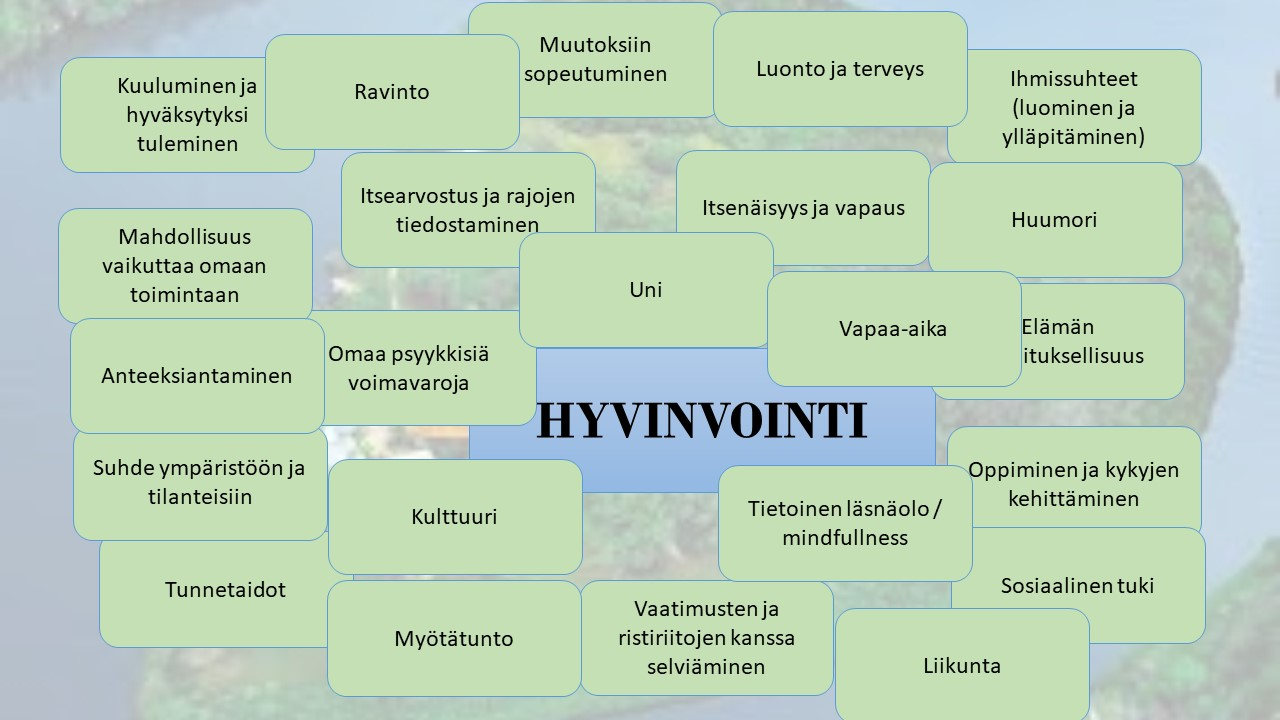 Muutoksiin
sopeutuminen
Luonto ja terveys
Kuuluminen ja
hyväksytyksi
tuleminen
Ravinto
Ihmissuhteet
(luominen ja
ylläpitäminen)
Itsearvostus ja rajojen
tiedostaminen
Itsenäisyys ja vapaus
Huumori
Mahdollisuus
vaikuttaa omaan
toimintaan
Uni
Vapaa-aika
Elämän
ituksellisuus
Anteeksiantaminen
Omaa psyykkisiä
voimavaroja
HYVINVOINTI
Suhde ympäristöön ja
tilanteisiin
Kulttuuri
Tietoinen läsnäolo /
mindfullness
Oppiminen ja kykyjen
kehittäminen
Tunnetaidot
Myötätunto
Vaatimusten ja
ristiriitojen kanssa
selviäminen
Sosiaalinen tuki
Liikunta